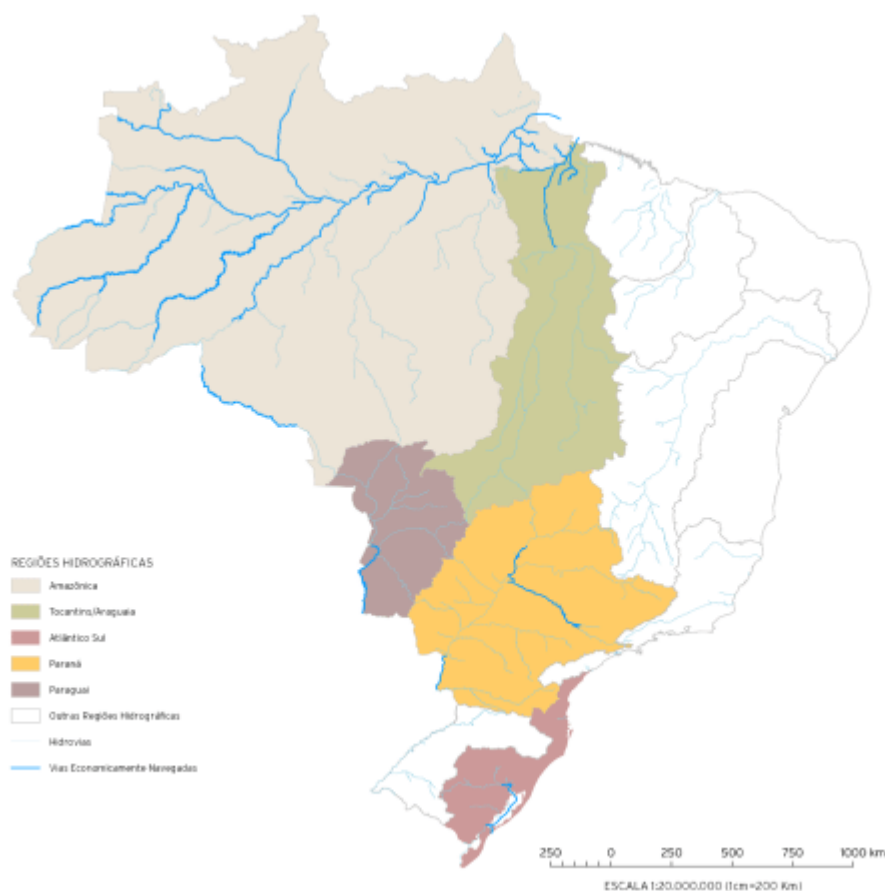 REGIÕES HIDROGRÁFICAS
Amazônica
Tocantins/Araguaia
Atlântico Sul
Paraná
Paraguai
Outras Regiões Hidrográficas
Hidrovias
Vias Economicamente Navegadas
250 0 250 500 750 1000 km
ESCALA 1:20.000.000 (1cm=200 Km)